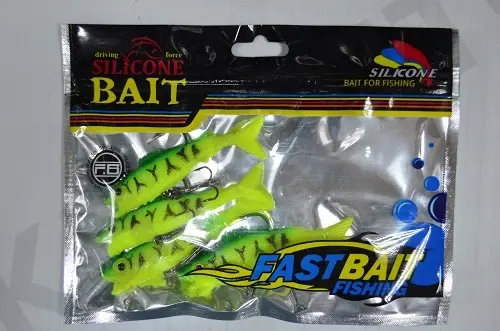 driving force
SILICONE
BAIT
SILICONE
BAIT FOR FISHING
F.B
FASTBAIT
FISHING